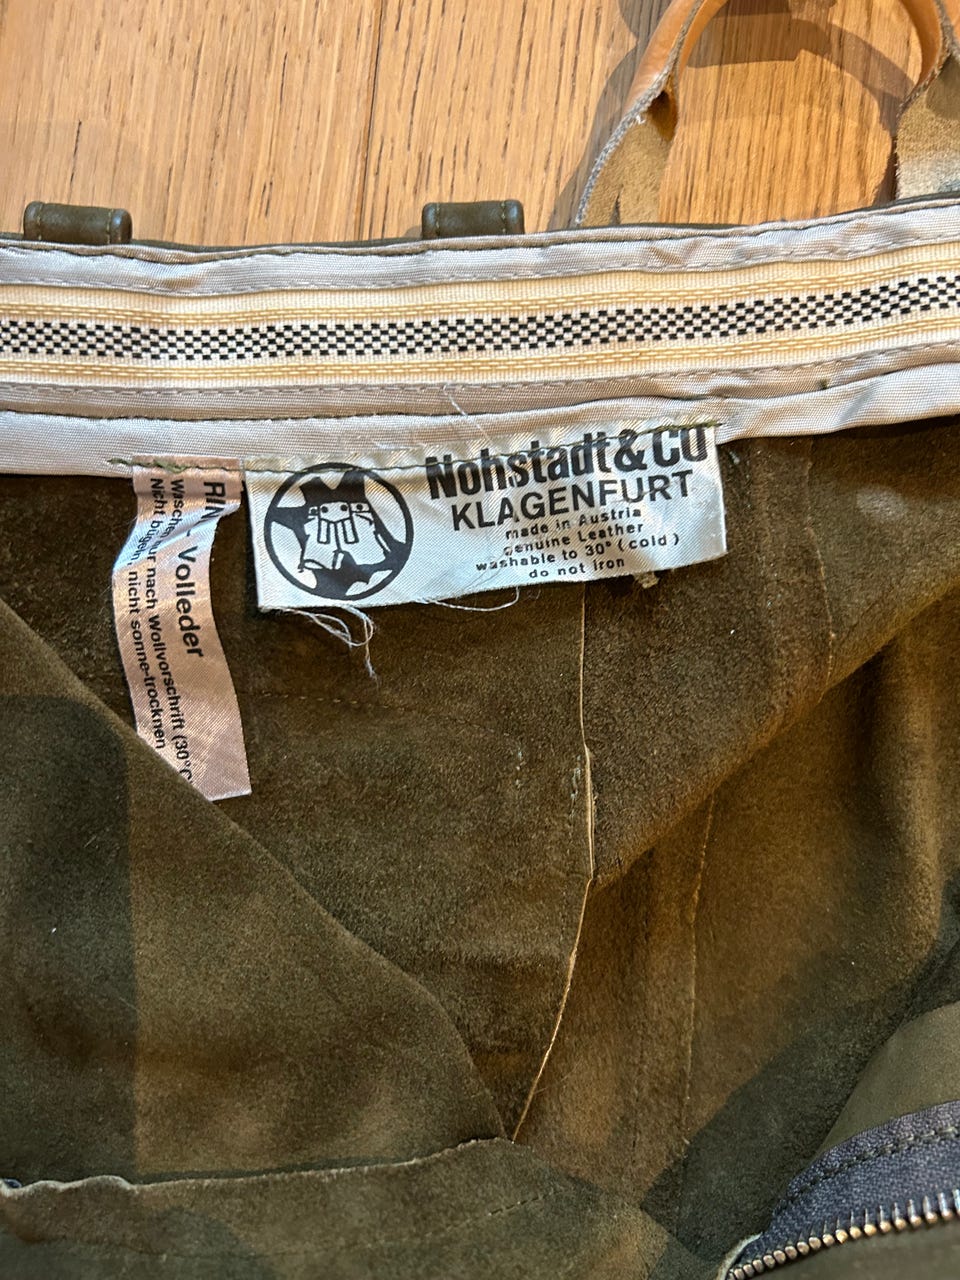 Nohstadt&CO
KLAGENFURT
made in Austria
genuine Leather
washable to 30° (cold)
do not iron
RIN - Volleder
Waschen nur nach Wollvorschrift (30°C
Nicht bügeln, nicht sonne-trocknen